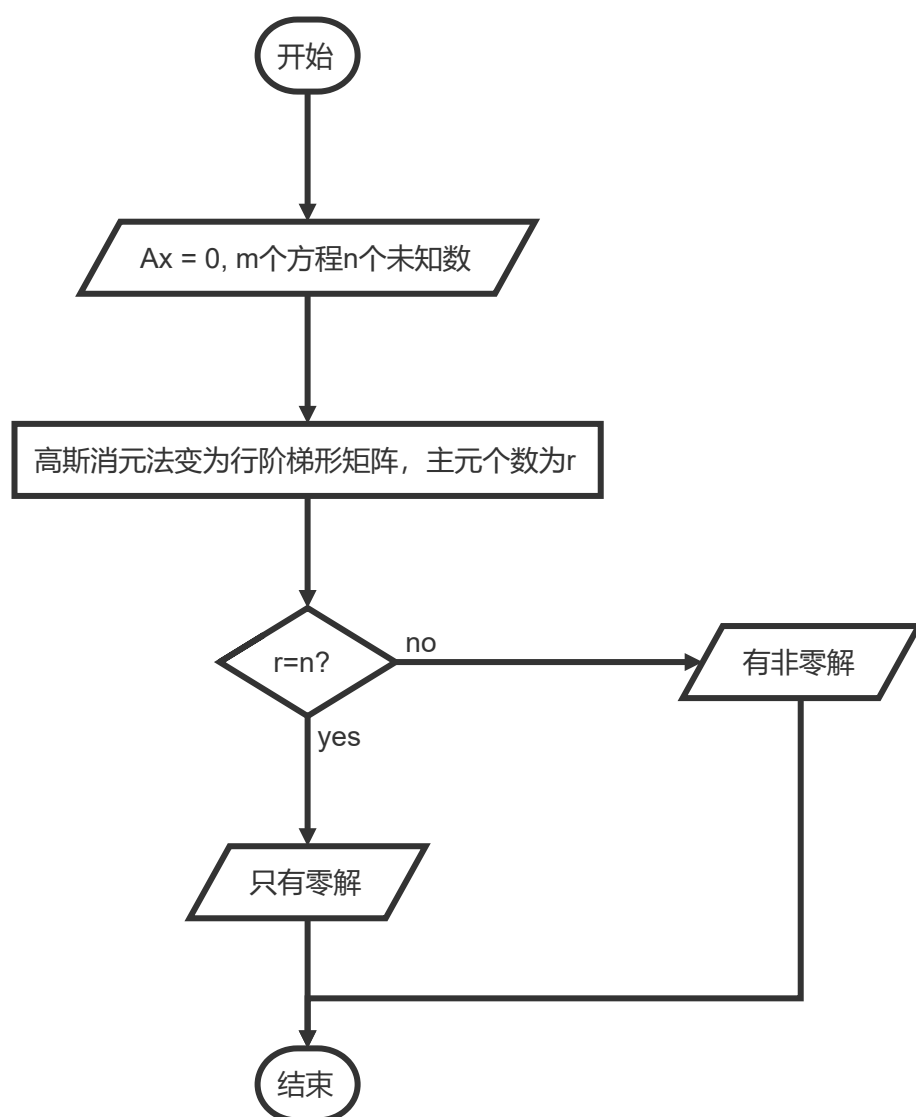 开始
Ax = 0, m个方程n个未知数
高斯消元法变为行阶梯形矩阵，主元个数为r
r=n?
no
有非零解
yes
只有零解
结束